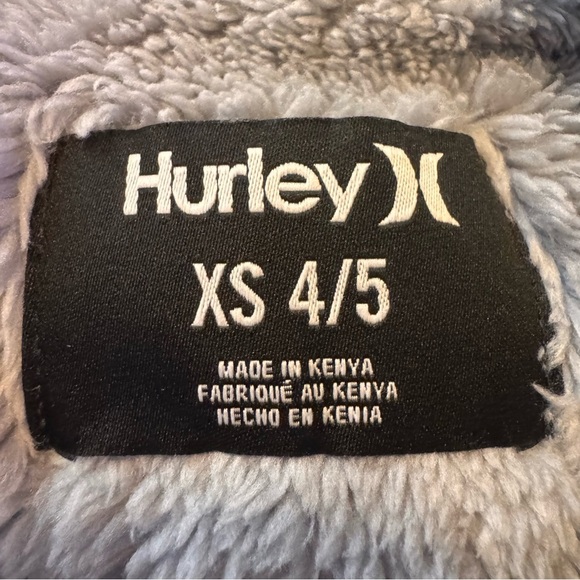 Hurley
XS 4/5
MADE IN KENYA
FABRIQUÉ AU KENYA
HECHO EN KENIA